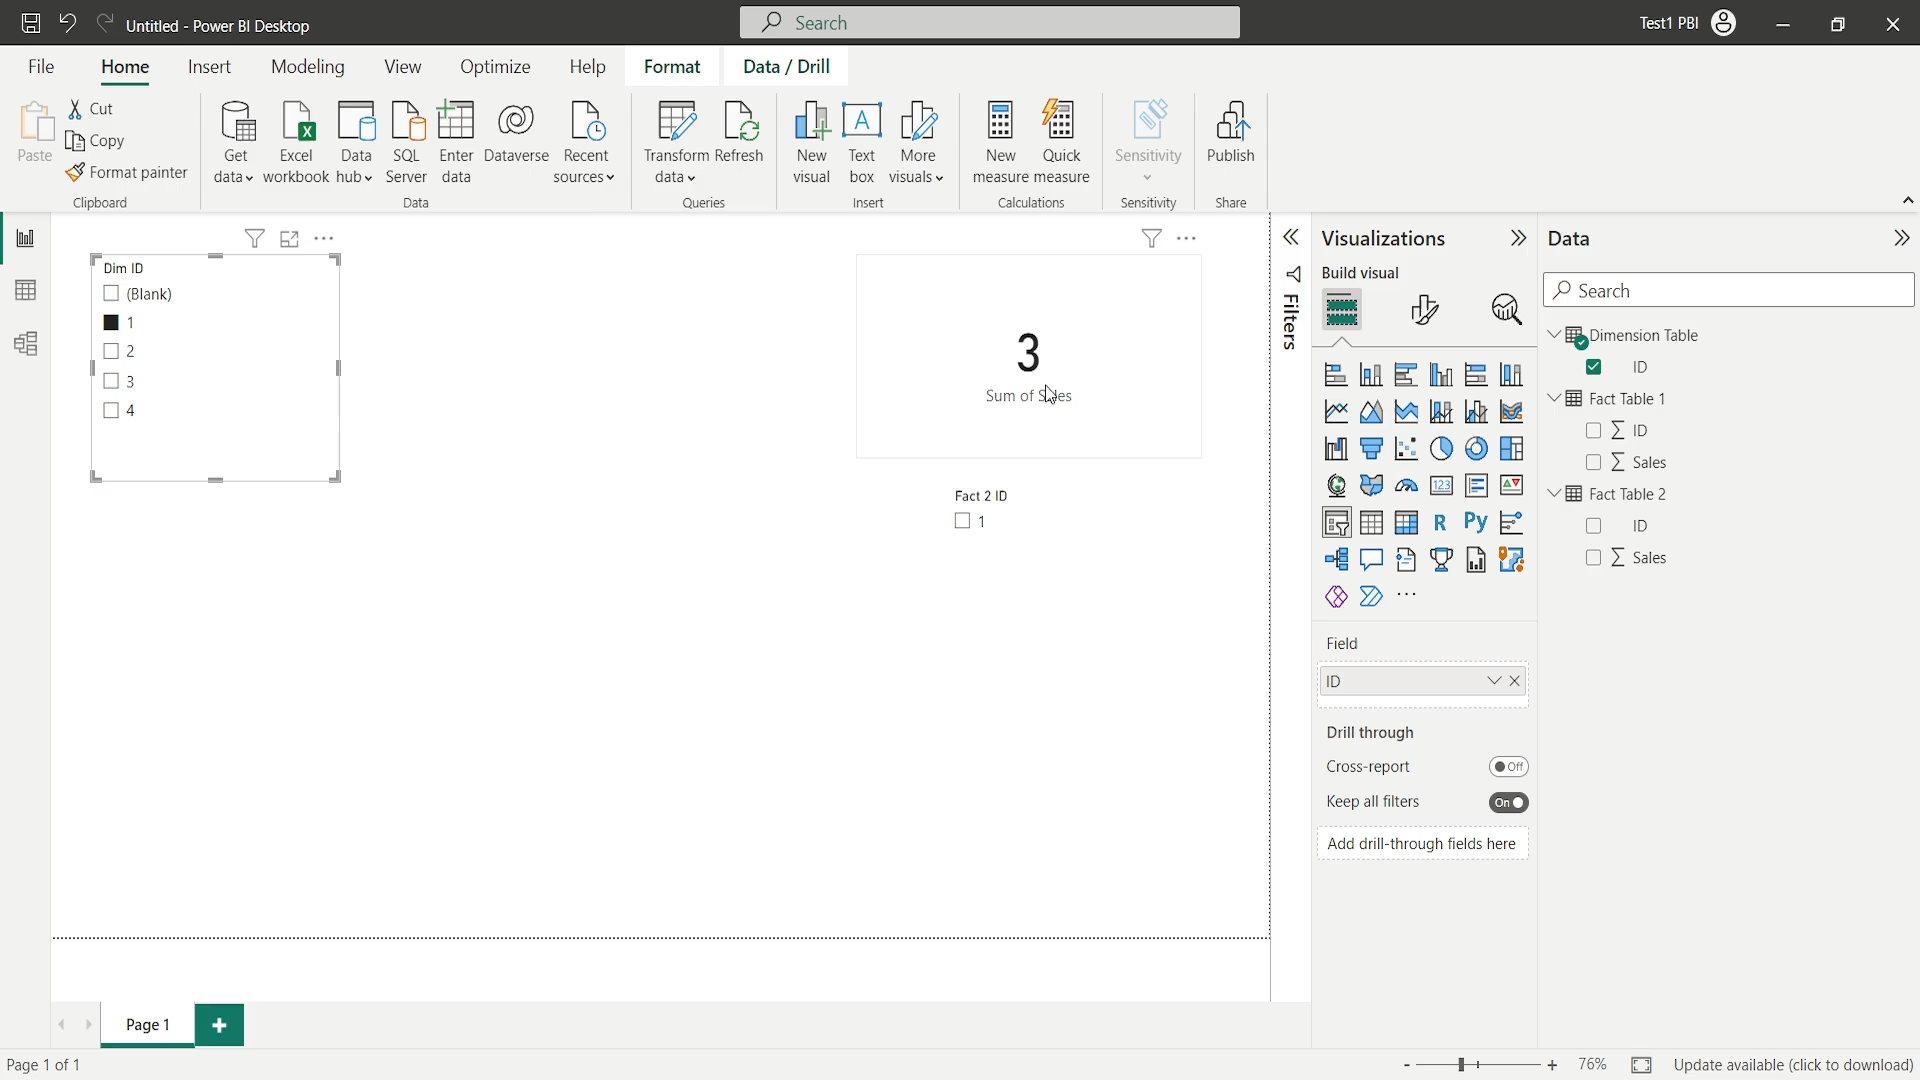 Untitled - Power BI Desktop
Search
Test1 PBI
File
Home
Insert
Modeling
View
Optimize
Help
Format
Data / Drill
Paste
Cut
Copy
Format painter
Clipboard
Get data
Excel workbook
Data hub
SQL Server
Enter data
Dataverse
Recent sources
Data
Transform data
Refresh
Queries
New visual
Text box
More visuals
Insert
New measure
Quick measure
Calculations
Sensitivity
Sensitivity
Publish
Share
Dim ID
(Blank)
1
2
3
4
3
Sum of Sales
Fact 2 ID
1
Filters
Visualizations
Build visual
123
R
Py
Field
ID
Drill through
Cross-report
Off
Keep all filters
On
Add drill-through fields here
Data
Search
Dimension Table
ID
Fact Table 1
∑ ID
∑ Sales
Fact Table 2
ID
∑ Sales
Page 1
Page 1 of 1
- + 76%
Update available (click to download)